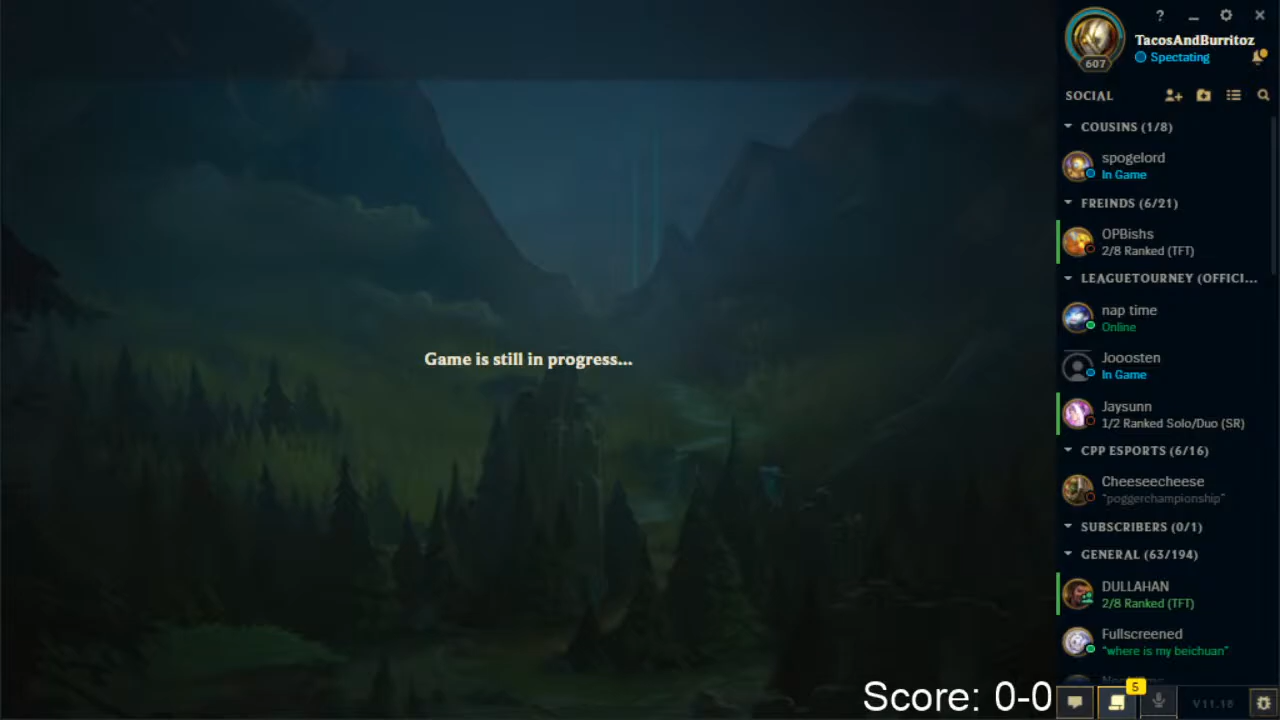 ?
TacosAndBurritoz
607
Spectating
SOCIAL
COUSINS (1/8)
spogelord
In Game
FREINDS (6/21)
OPBishs
2/8 Ranked (TFT)
LEAGUETOURNEY (OFFICI...
nap time
Online
Game is still in progress...
Jooosten
In Game
Jaysunn
1/2 Ranked Solo/Duo (SR)
CPP ESPORTS (6/16)
Cheeseecheese
"poggerchampionship"
SUBSCRIBERS (0/1)
GENERAL (63/194)
DULLAHAN
2/8 Ranked (TFT)
Fullscreened
"where is my beichuan"
Score: 0-0
5
V11.18